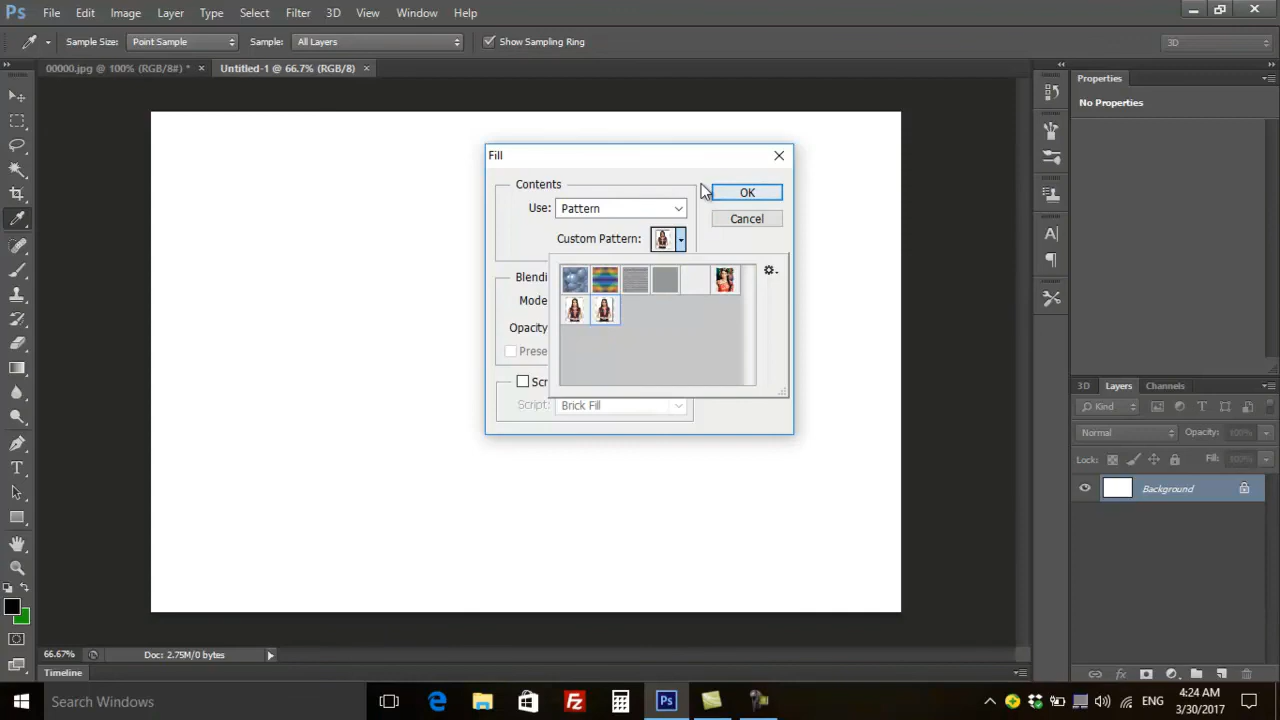 Ps File Edit Image Layer Type Select Filter 3D View Window Help
Sample Size: Point Sample Sample: All Layers Show Sampling Ring 3D
00000.jpg @ 100% (RGB/8#) * × Untitled-1 @ 66.7% (RGB/8) ×
Properties
No Properties
Fill
Contents
Use: Pattern
OK
Cancel
Custom Pattern:
Blendi
Mode
Opacity
Prese
Scr
Script: Brick Fill
3D Layers Channels
Kind
Normal Opacity: 100%
Lock: Fill: 100%
Background
66.67% Doc: 2.75M/0 bytes
Timeline
Search Windows
ENG
4:24 AM
3/30/2017